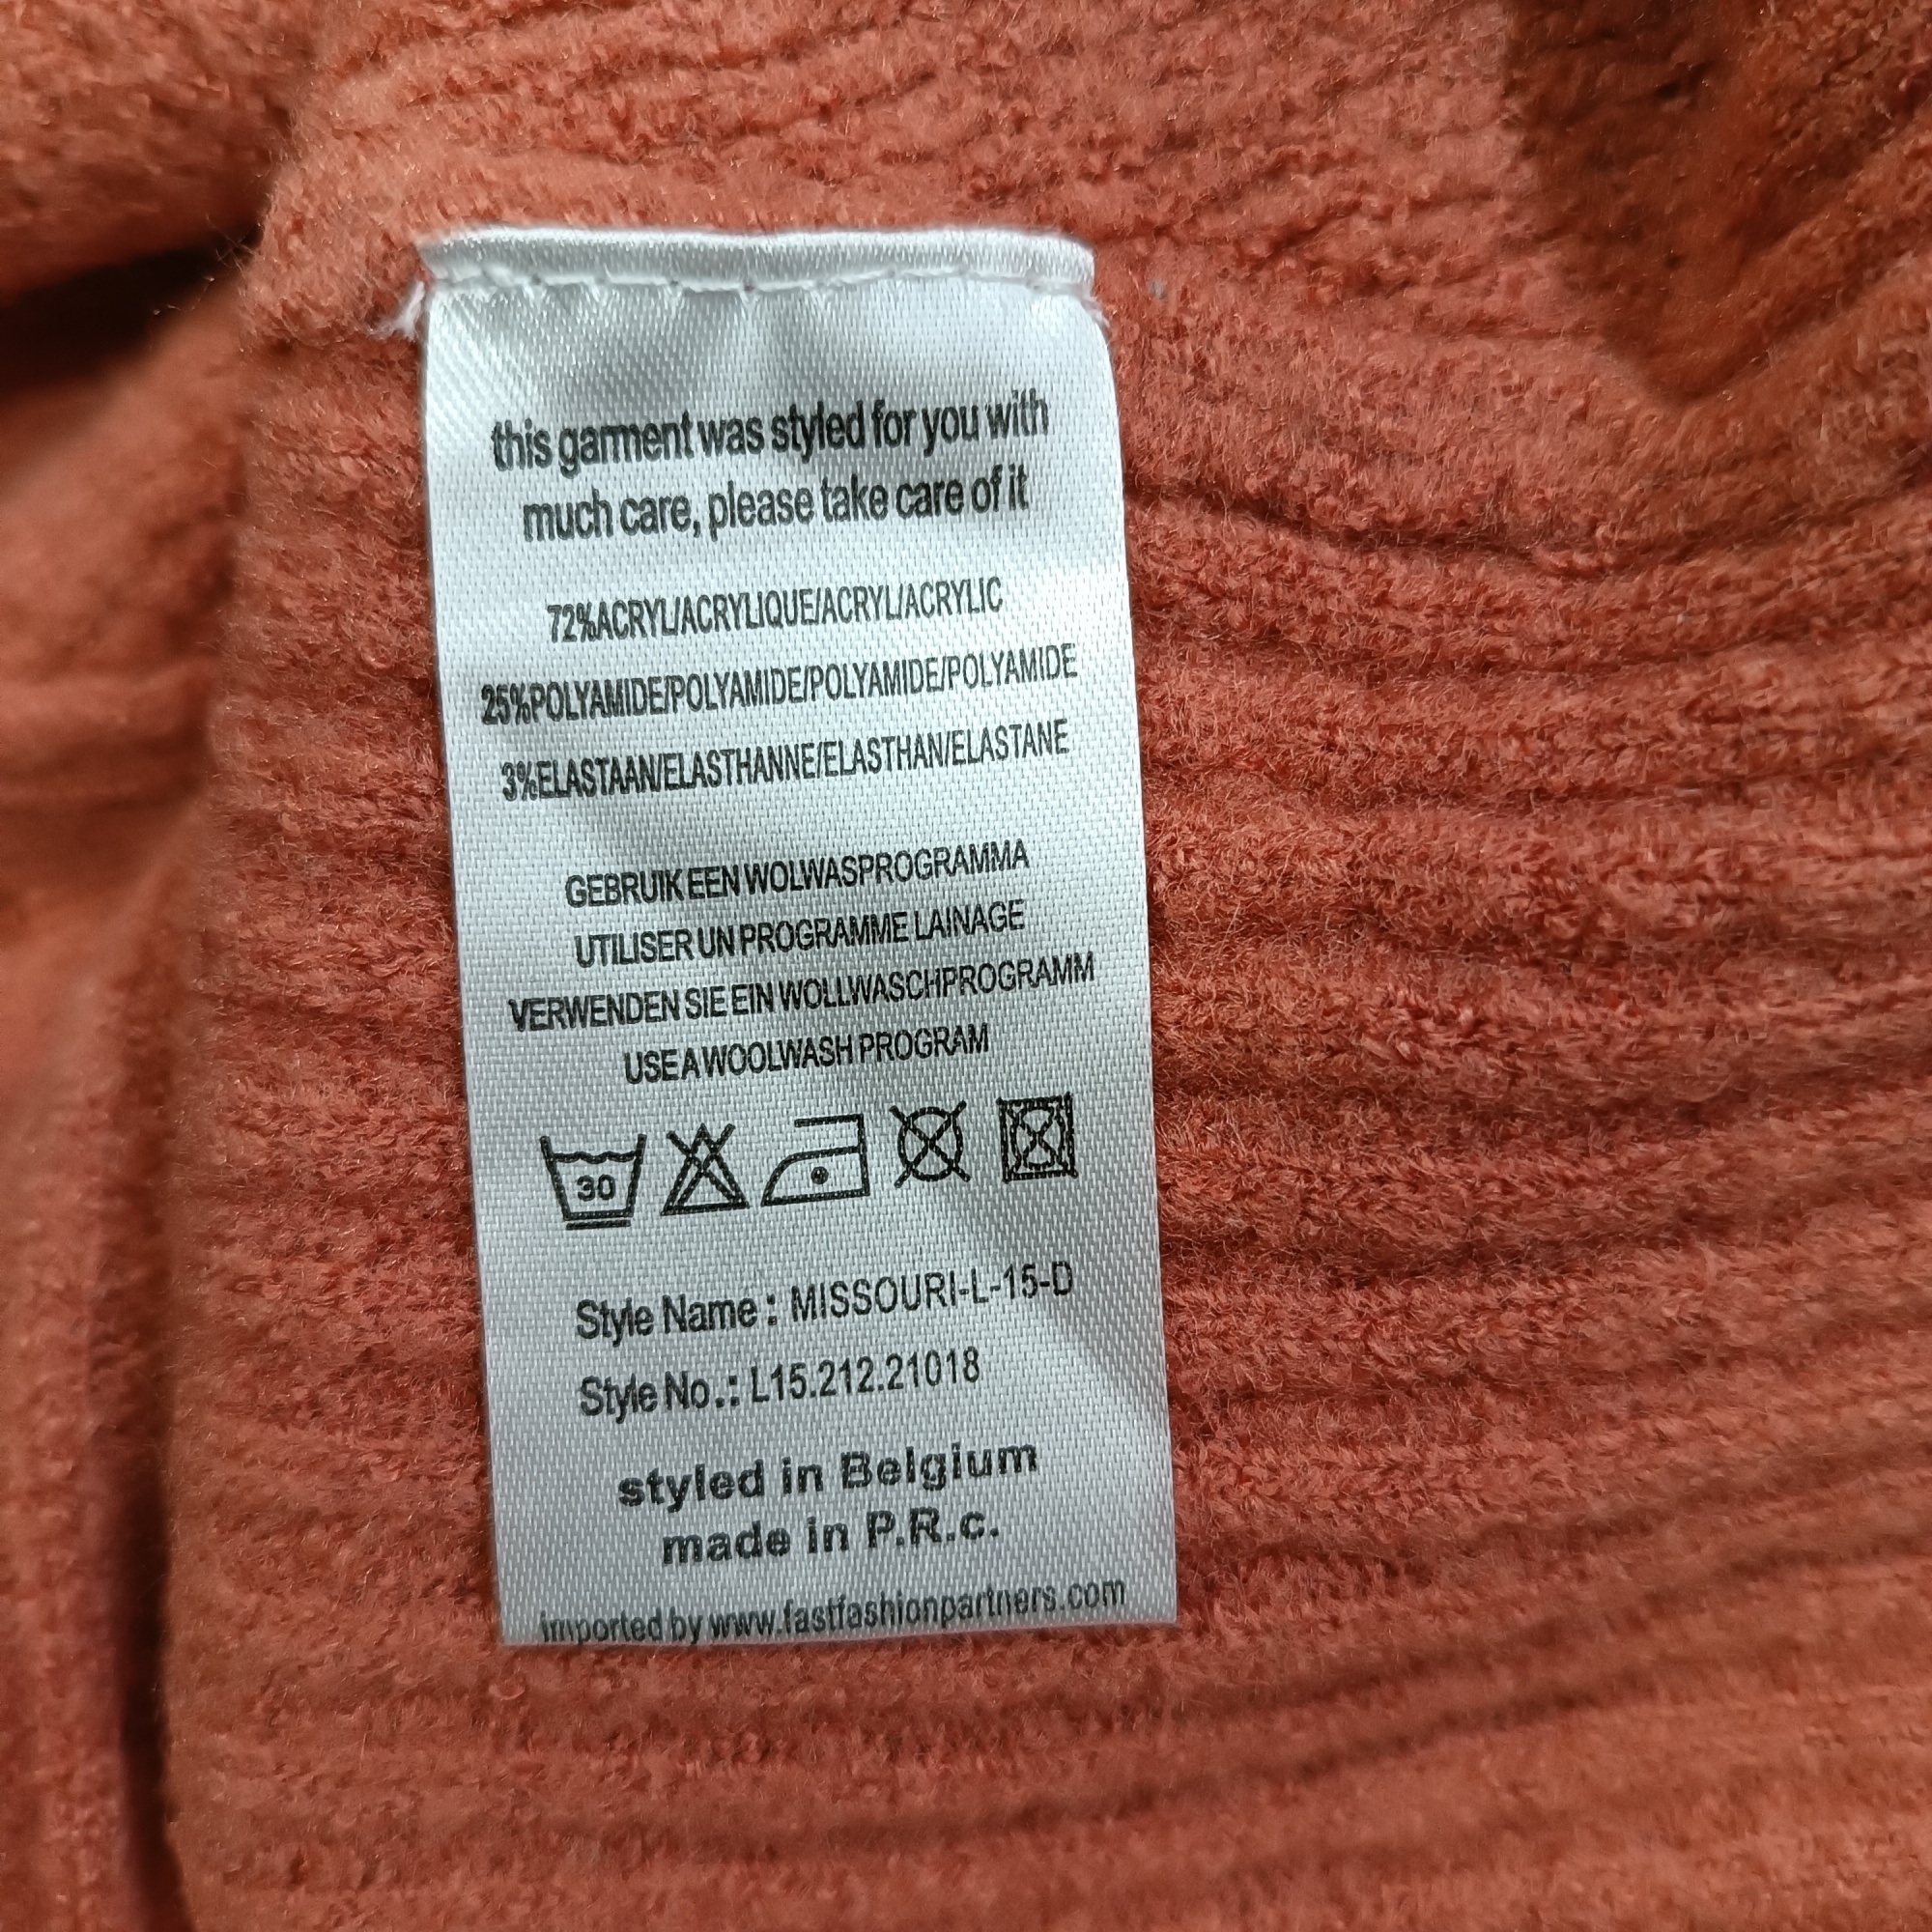 this garment was styled for you with
much care, please take care of it
72%ACRYL/ACRYLIQUE/ACRYL/ACRYLIC
25%POLYAMIDE/POLYAMIDE/POLYAMIDE/POLYAMIDE
3%ELASTAAN/ELASTHANNE/ELASTHAN/ELASTANE
GEBRUIK EEN WOLWASPROGRAMMA
UTILISER UN PROGRAMME LAINAGE
VERWENDEN SIE EIN WOLLWASCHPROGRAMM
USE A WOOLWASH PROGRAM
30
Style Name : MISSOURI-L-15-D
Style No.: L15.212.21018
styled in Belgium
made in P.R.c.
imported by www.fastfashionpartners.com